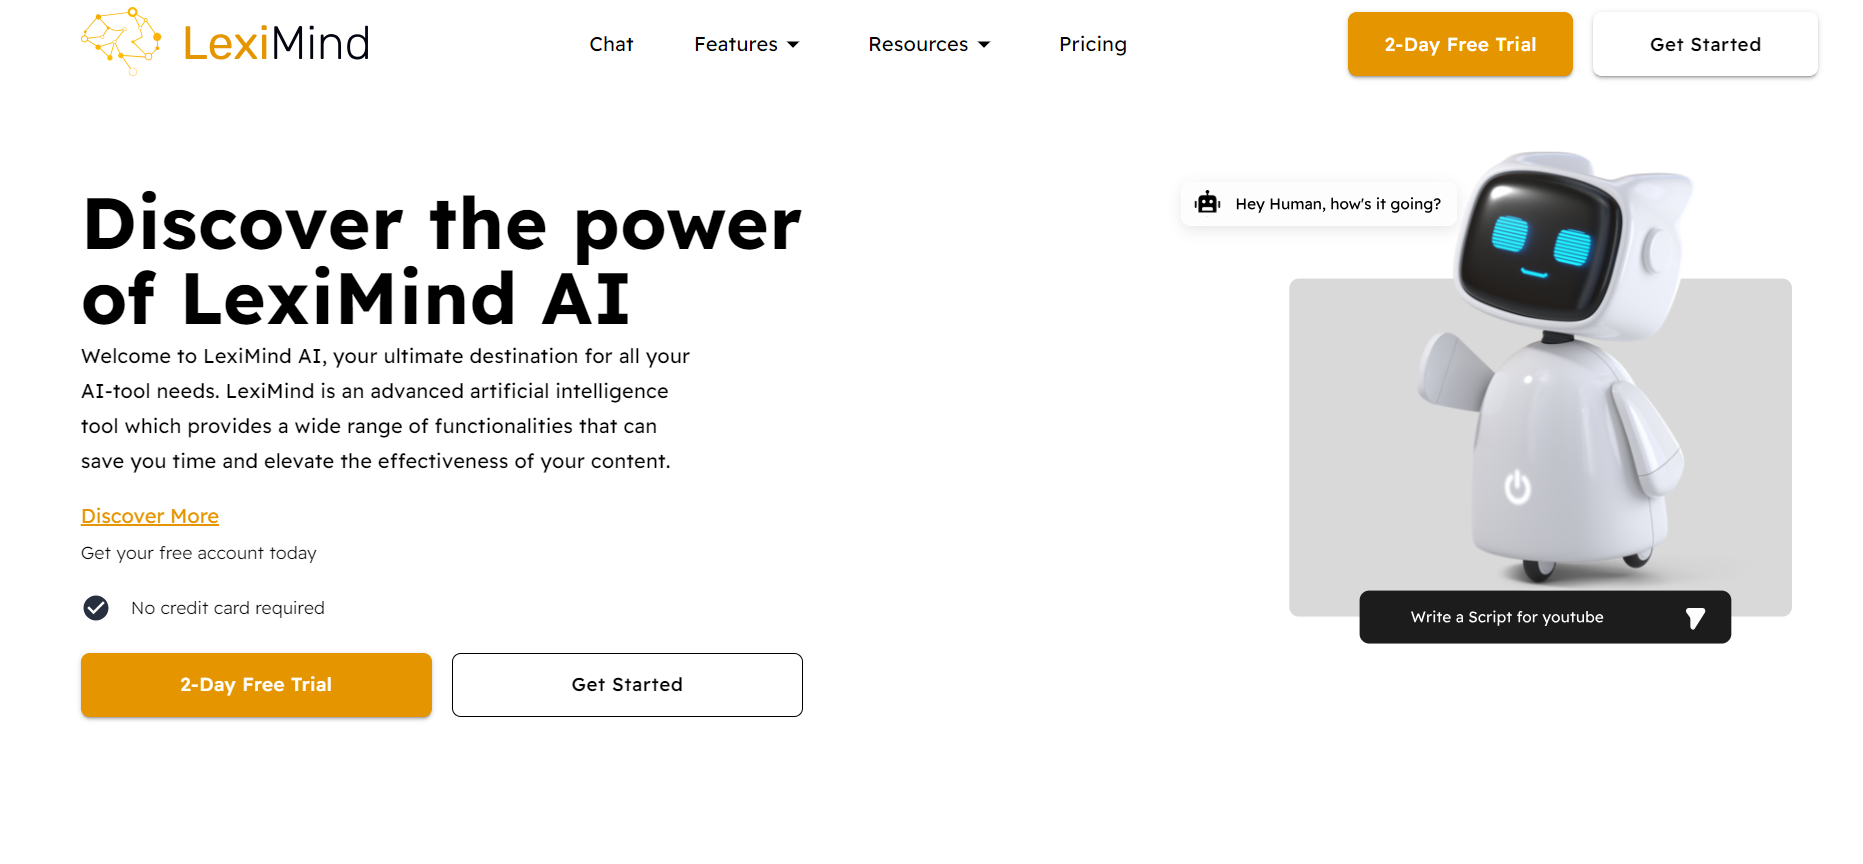 LexiMind
Chat
Features
Resources
Pricing
2-Day Free Trial
Get Started
Discover the power
of LexiMind AI
Welcome to LexiMind AI, your ultimate destination for all your
AI-tool needs. LexiMind is an advanced artificial intelligence
tool which provides a wide range of functionalities that can
save you time and elevate the effectiveness of your content.
Discover More
Get your free account today
No credit card required
2-Day Free Trial
Get Started
Hey Human, how's it going?
Write a Script for youtube